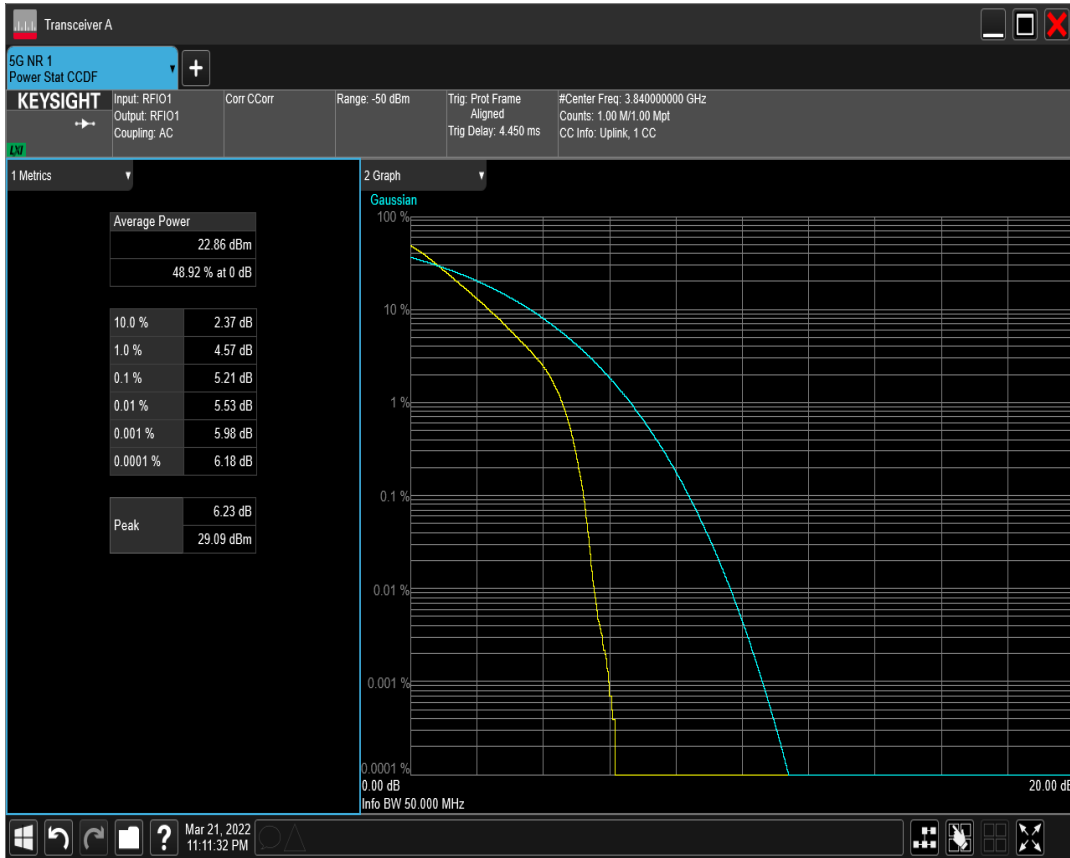 Transceiver A
5G NR 1
Power Stat CCDF
KEYSIGHT
LXI
Input: RFIO1
Output: RFIO1
Coupling: AC
Corr CCorr
Range: -50 dBm
Trig: Prot Frame
Aligned
Trig Delay: 4.450 ms
#Center Freq: 3.840000000 GHz
Counts: 1.00 M/1.00 Mpt
CC Info: Uplink, 1 CC
1 Metrics
Average Power
22.86 dBm
48.92 % at 0 dB
10.0 % 2.37 dB
1.0 % 4.57 dB
0.1 % 5.21 dB
0.01 % 5.53 dB
0.001 % 5.98 dB
0.0001 % 6.18 dB
Peak
6.23 dB
29.09 dBm
2 Graph
Gaussian
100 %
10 %
1 %
0.1 %
0.01 %
0.001 %
0.0001 %
0.00 dB 20.00 dB
Info BW 50.000 MHz
Mar 21, 2022
11:11:32 PM